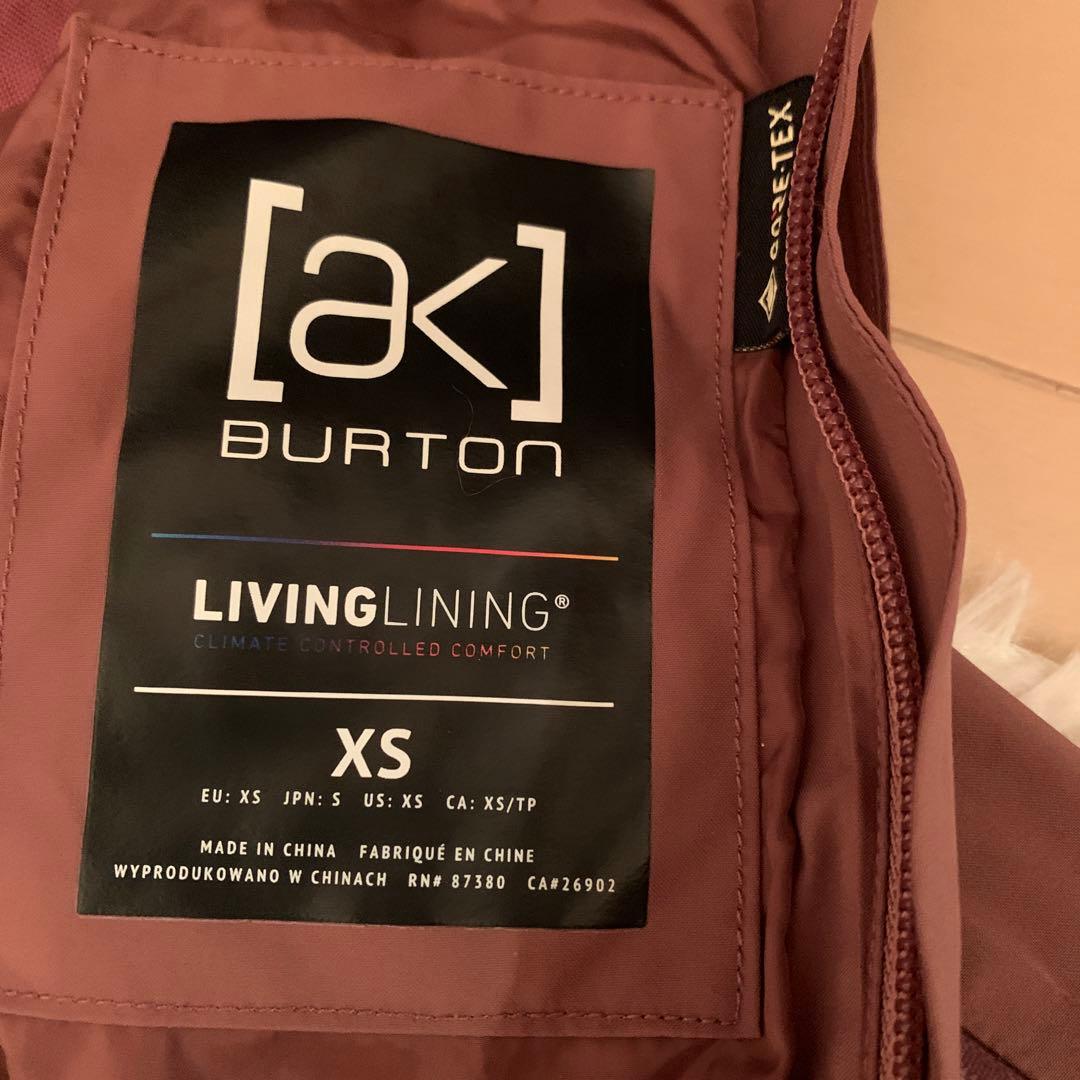 [ak]
BURTON
LIVINGLINING®
CLIMATE CONTROLLED COMFORT
XS
EU: XS JPN: S US: XS CA: XS/TP
MADE IN CHINA FABRIQUÉ EN CHINE
WYPRODUKOWANO W CHINACH RN# 87380 CA#26902
GORE-TEX